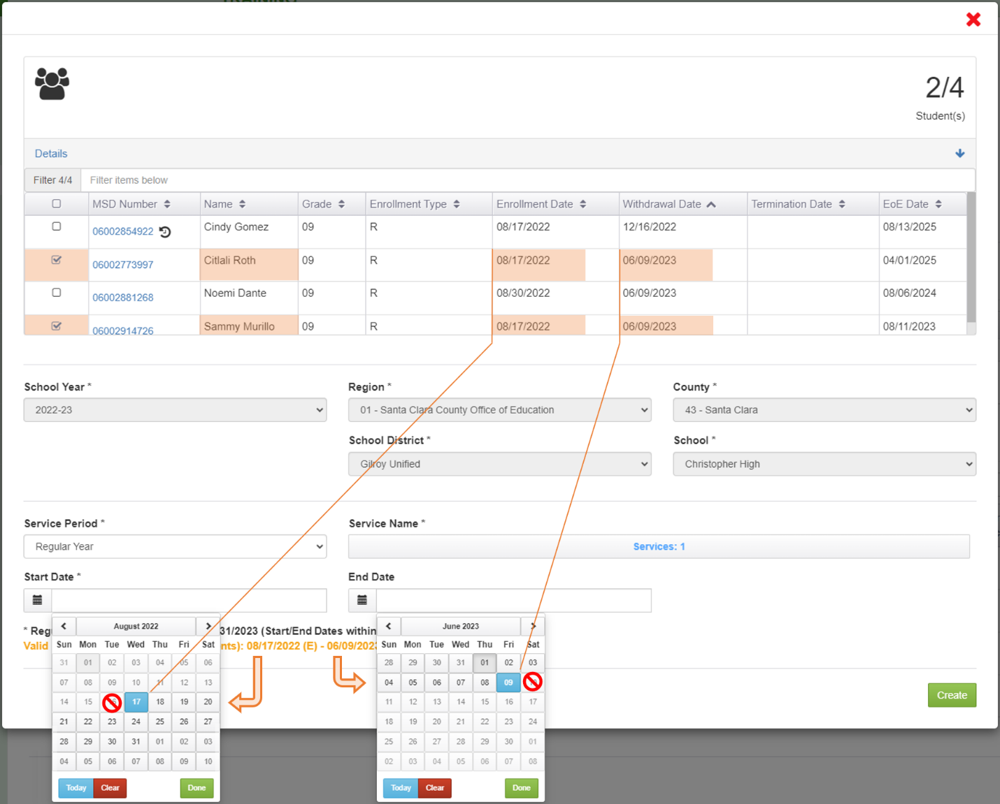 TRAINING
2/4
Student(s)
Details
Filter 4/4 Filter items below
MSD Number Name Grade Enrollment Type Enrollment Date Withdrawal Date Termination Date EoE Date
06002854922 Cindy Gomez 09 R 08/17/2022 12/16/2022 08/13/2025
06002773997 Citlali Roth 09 R 08/17/2022 06/09/2023 04/01/2025
06002881268 Noemi Dante 09 R 08/30/2022 06/09/2023 08/06/2024
06002914726 Sammy Murillo 09 R 08/17/2022 06/09/2023 08/11/2023
School Year * Region * County *
2022-23 01 - Santa Clara County Office of Education 43 - Santa Clara
School District * School *
Gilroy Unified Christopher High
Service Period * Service Name *
Regular Year Services: 1
Start Date * End Date
* Reg 31/2023 (Start/End Dates within
Valid nts): 08/17/2022 (E) - 06/09/2023
August 2022
Sun Mon Tue Wed Thu Fri Sat
31 01 02 03 04 05 06
07 08 09 10 11 12 13
14 15 16 17 18 19 20
21 22 23 24 25 26 27
28 29 30 31 01 02 03
04 05 06 07 08 09 10
Today Clear Done
June 2023
Sun Mon Tue Wed Thu Fri Sat
28 29 30 31 01 02 03
04 05 06 07 08 09 10
11 12 13 14 15 16 17
18 19 20 21 22 23 24
25 26 27 28 29 30 01
02 03 04 05 06 07 08
Today Clear Done
Create